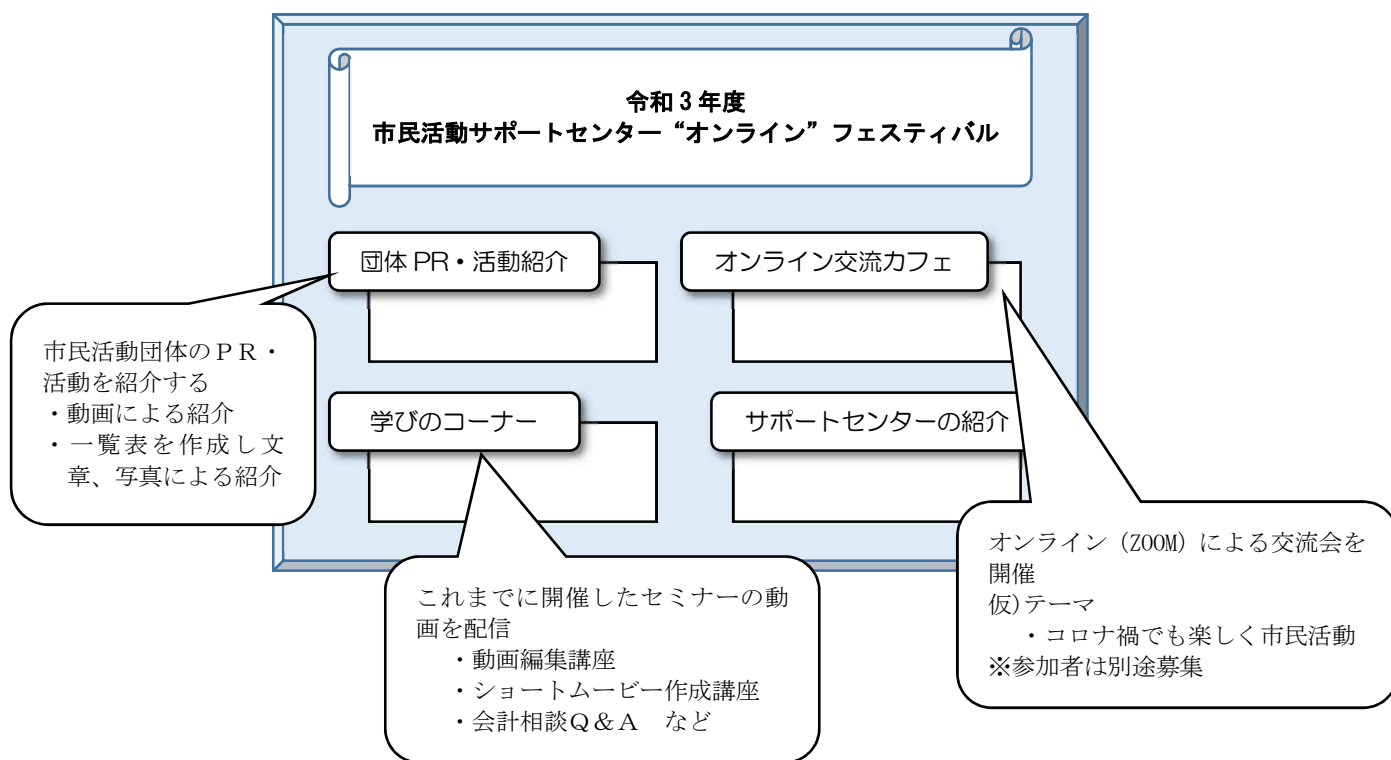 令和3年度
市民活動サポートセンター“オンライン”フェスティバル
団体 PR・活動紹介
オンライン交流カフェ
市民活動団体のＰＲ・
活動を紹介する
・動画による紹介
・一覧表を作成し文
章、写真による紹介
学びのコーナー
サポートセンターの紹介
これまでに開催したセミナーの動
画を配信
・動画編集講座
・ショートムービー作成講座
・会計相談Ｑ＆Ａ　など
オンライン（ZOOM）による交流会を
開催
仮)テーマ
・コロナ禍でも楽しく市民活動
※参加者は別途募集